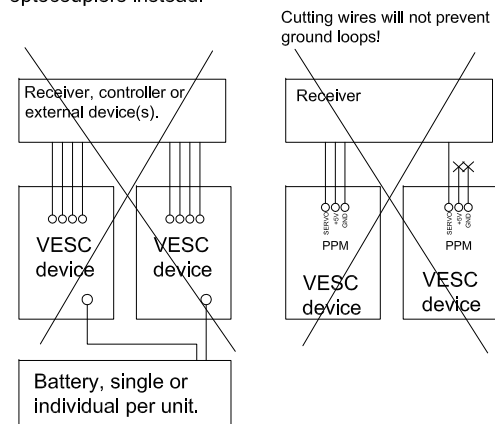 optocouplers instead.
Cutting wires will not prevent
ground loops!
Receiver, controller or
external device(s).
VESC
device
VESC
device
Battery, single or
individual per unit.
Receiver
SERVO
+5V
GND
PPM
VESC
device
SERVO
+5V
GND
PPM
VESC
device